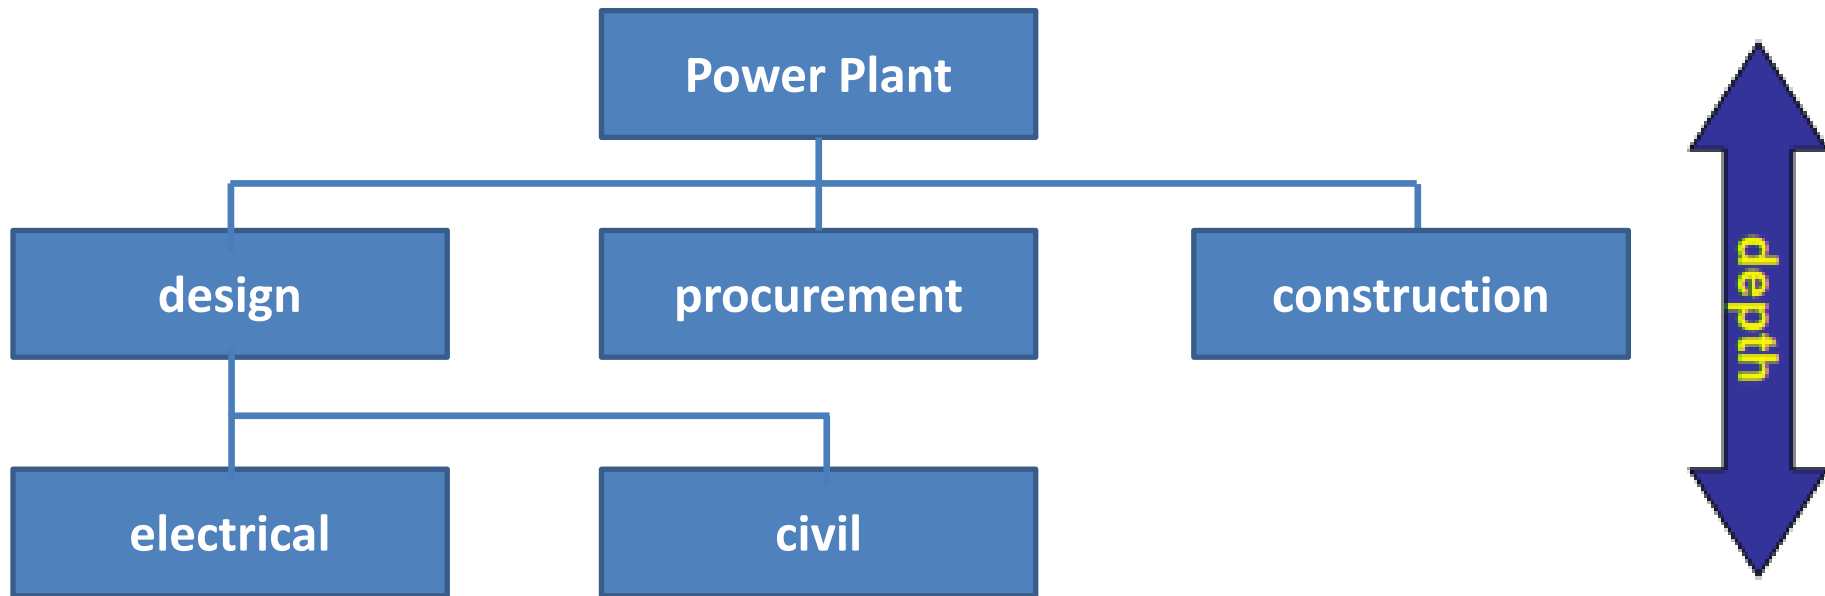 Power Plant
design
procurement
construction
depth
electrical
civil